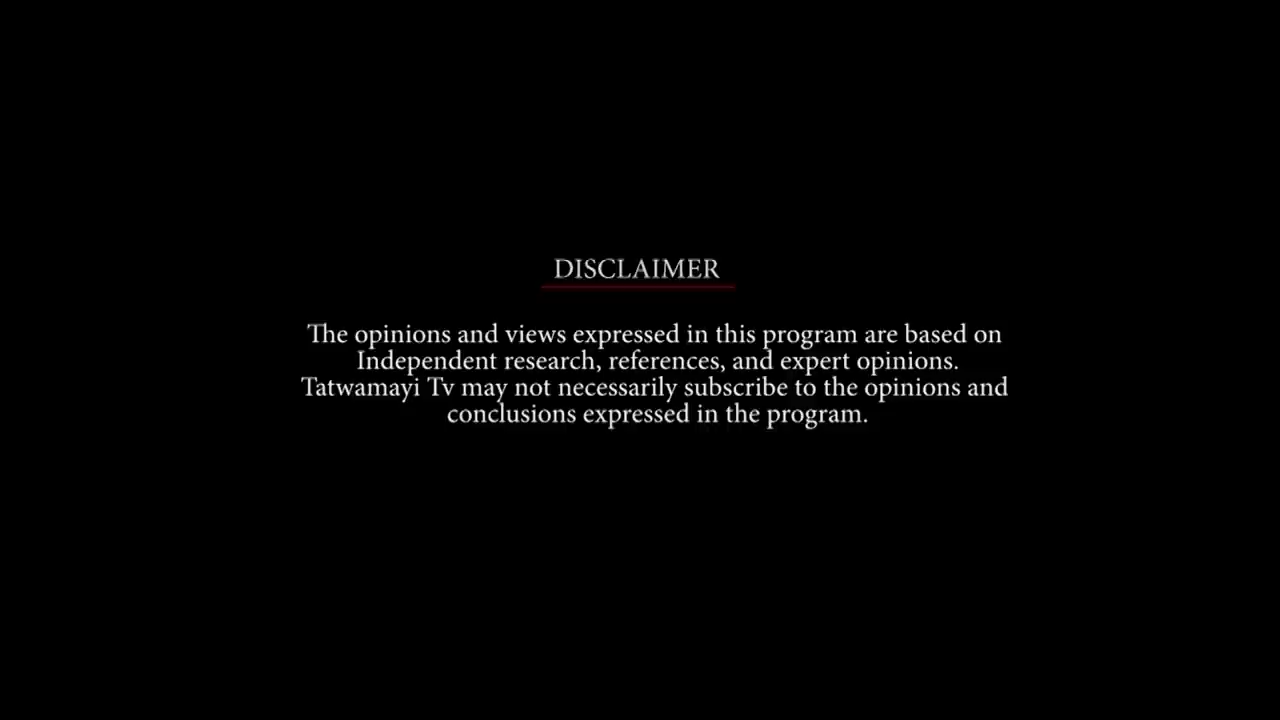 DISCLAIMER
The opinions and views expressed in this program are based on
Independent research, references, and expert opinions.
Tatwamayi Tv may not necessarily subscribe to the opinions and
conclusions expressed in the program.